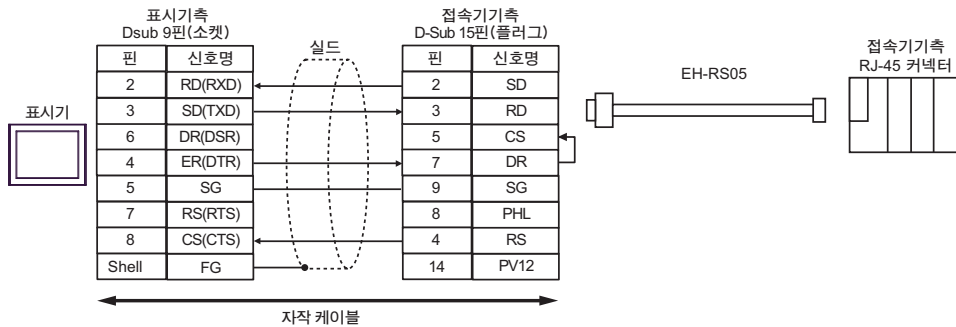 표시기측
Dsub 9핀(소켓)
접속기기측
D-Sub 15핀(플러그)
실드
접속기기측
RJ-45 커넥터
EH-RS05
표시기
핀 신호명 핀 신호명
2 RD(RXD) 2 SD
3 SD(TXD) 3 RD
6 DR(DSR) 5 CS
4 ER(DTR) 7 DR
5 SG 9 SG
7 RS(RTS) 8 PHL
8 CS(CTS) 4 RS
Shell FG 14 PV12
자작 케이블